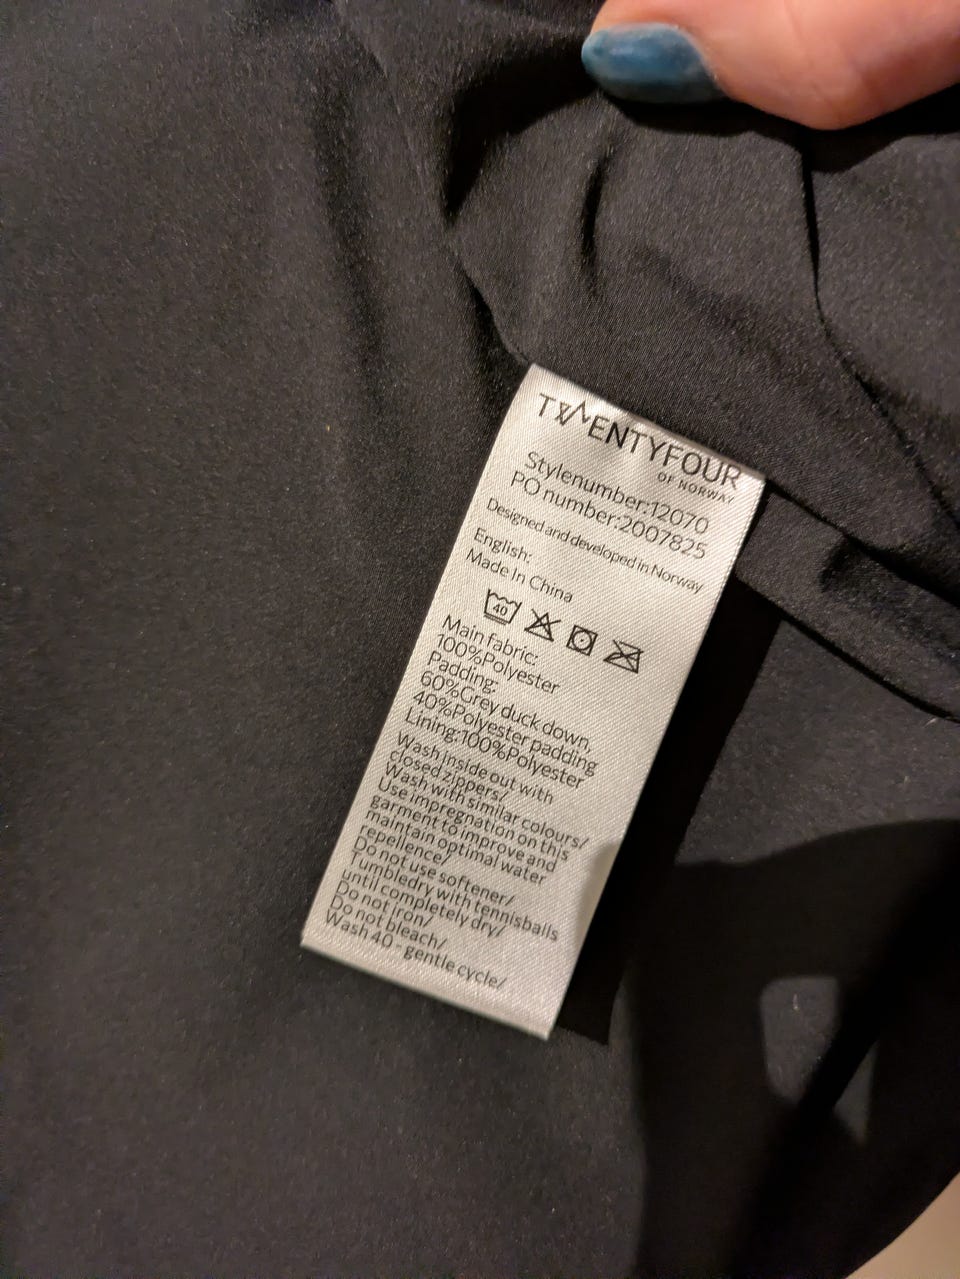 TWENTYFOUR
OF NORWAY
Stylenumber:12070
PO number:2007825
Designed and developed in Norway
English:
Made In China
40
Main fabric:
100%Polyester
Padding:
60%Grey duck down,
40%Polyester padding
Lining:100%Polyester
Wash inside out with
closed zippers/
Wash with similar colours/
Use impregnation on this
garment to improve and
maintain optimal water
repellence/
Do not use softener/
Tumbledry with tennisballs
until completely dry/
Do not iron/
Do not bleach/
Wash 40 - gentle cycle/